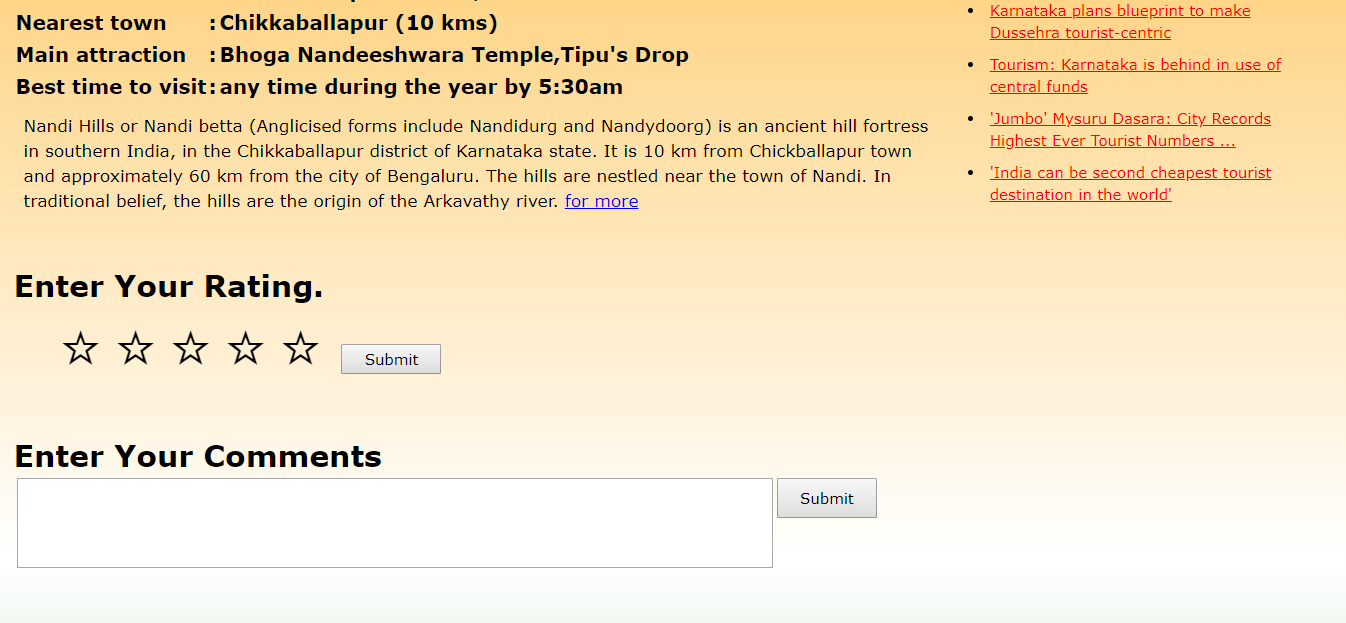 Nearest town : Chikkaballapur (10 kms)
Main attraction : Bhoga Nandeeshwara Temple,Tipu's Drop
Best time to visit : any time during the year by 5:30am
Nandi Hills or Nandi betta (Anglicised forms include Nandidurg and Nandydoorg) is an ancient hill fortress
in southern India, in the Chikkaballapur district of Karnataka state. It is 10 km from Chickballapur town
and approximately 60 km from the city of Bengaluru. The hills are nestled near the town of Nandi. In
traditional belief, the hills are the origin of the Arkavathy river. for more
Enter Your Rating.
Submit
Enter Your Comments
Submit
Karnataka plans blueprint to make
Dussehra tourist-centric
Tourism: Karnataka is behind in use of
central funds
'Jumbo' Mysuru Dasara: City Records
Highest Ever Tourist Numbers ...
'India can be second cheapest tourist
destination in the world'